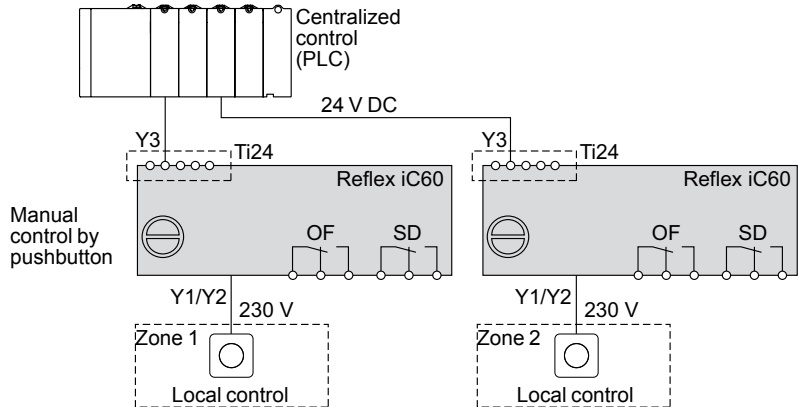 Centralized
control
(PLC)
24 V DC
Y3
Ti24
Y3
Ti24
Reflex iC60
Reflex iC60
Manual
control by
pushbutton
OF
SD
OF
SD
Y1/Y2
230 V
Y1/Y2
230 V
Zone 1
Zone 2
Local control
Local control